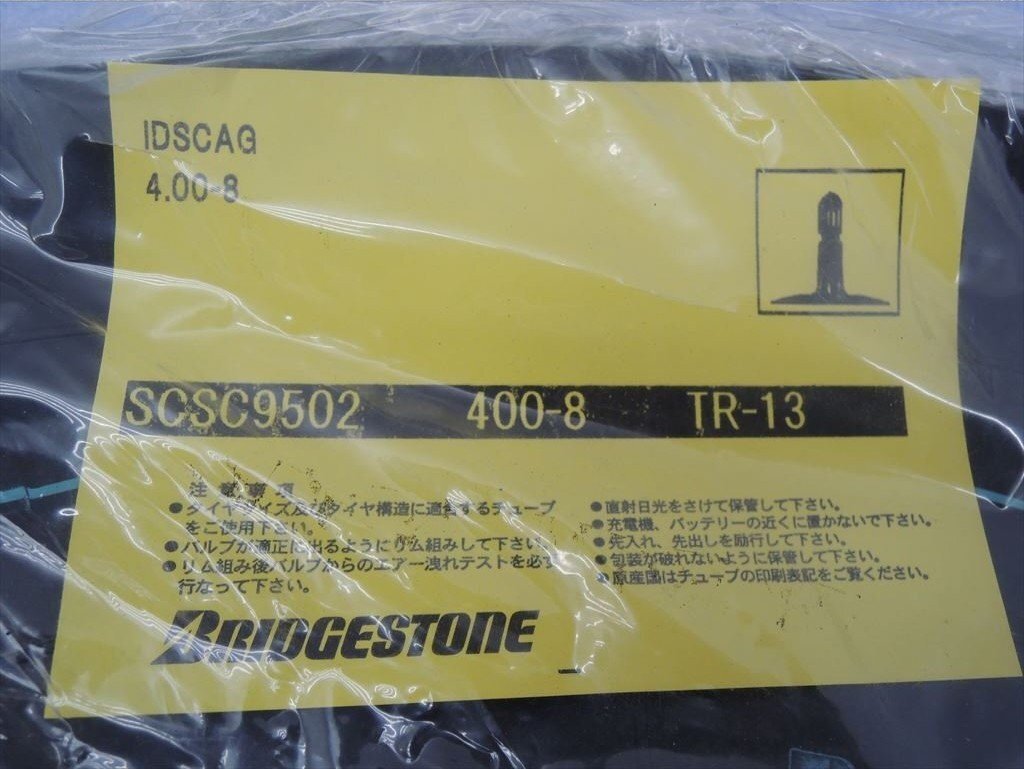 IDSCAG
4.00-8
SCSC9502 400-8 TR-13
注意事項
●タイヤサイズ及びタイヤ構造に適合するチューブ
をご使用下さい。
●バルブが適正に出るようにリム組みして下さい。
●リム組み後バルブからのエアー洩れテストを必ず
行なって下さい。
●直射日光をさけて保管して下さい。
●充電機、バッテリーの近くに置かないで下さい。
●先入れ、先出しを励行して下さい。
●包装が破れないように保管して下さい。
●原産国はチューブの印刷表記をご覧ください。
BRIDGESTONE